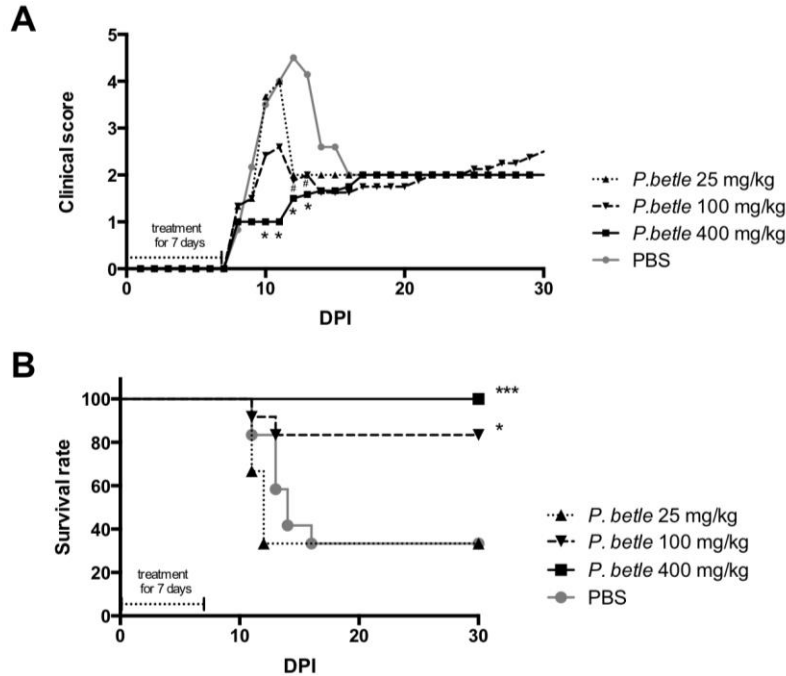 A
5
4
3
2
1
0
Clinical score
treatment
for 7 days
#
#
*
*
*
*
0
10
20
30
DPI
P.betle 25 mg/kg
P.betle 100 mg/kg
P.betle 400 mg/kg
PBS
B
100
80
60
40
20
0
Survival rate
treatment
for 7 days
***
*
0
10
20
30
DPI
P. betle 25 mg/kg
P. betle 100 mg/kg
P. betle 400 mg/kg
PBS